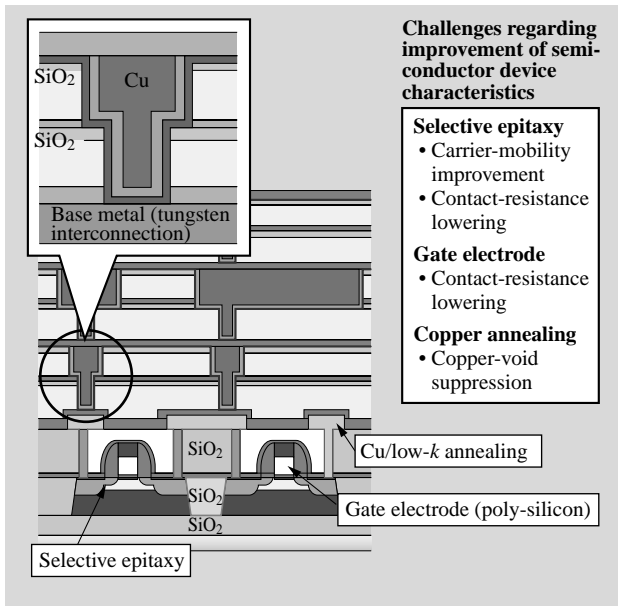 Challenges regarding
improvement of semi-
conductor device
characteristics
Selective epitaxy
• Carrier-mobility
improvement
• Contact-resistance
lowering
Gate electrode
• Contact-resistance
lowering
Copper annealing
• Copper-void
suppression
SiO2
Cu
SiO2
Base metal (tungsten
interconnection)
SiO2
Cu/low-k annealing
SiO2
Gate electrode (poly-silicon)
SiO2
Selective epitaxy